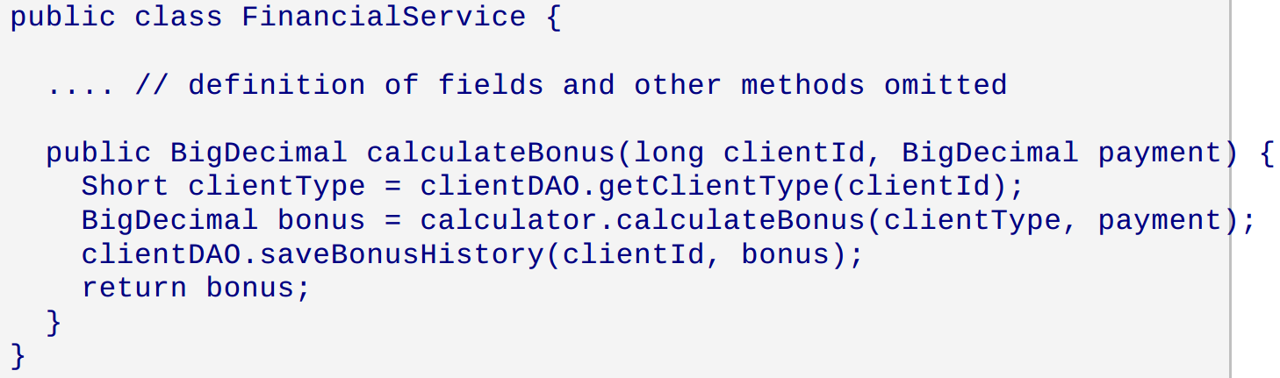 public class FinancialService {
.... // definition of fields and other methods omitted
public BigDecimal calculateBonus(long clientId, BigDecimal payment) {
Short clientType = clientDAO.getClientType(clientId);
BigDecimal bonus = calculator.calculateBonus(clientType, payment);
clientDAO.saveBonusHistory(clientId, bonus);
return bonus;
}
}